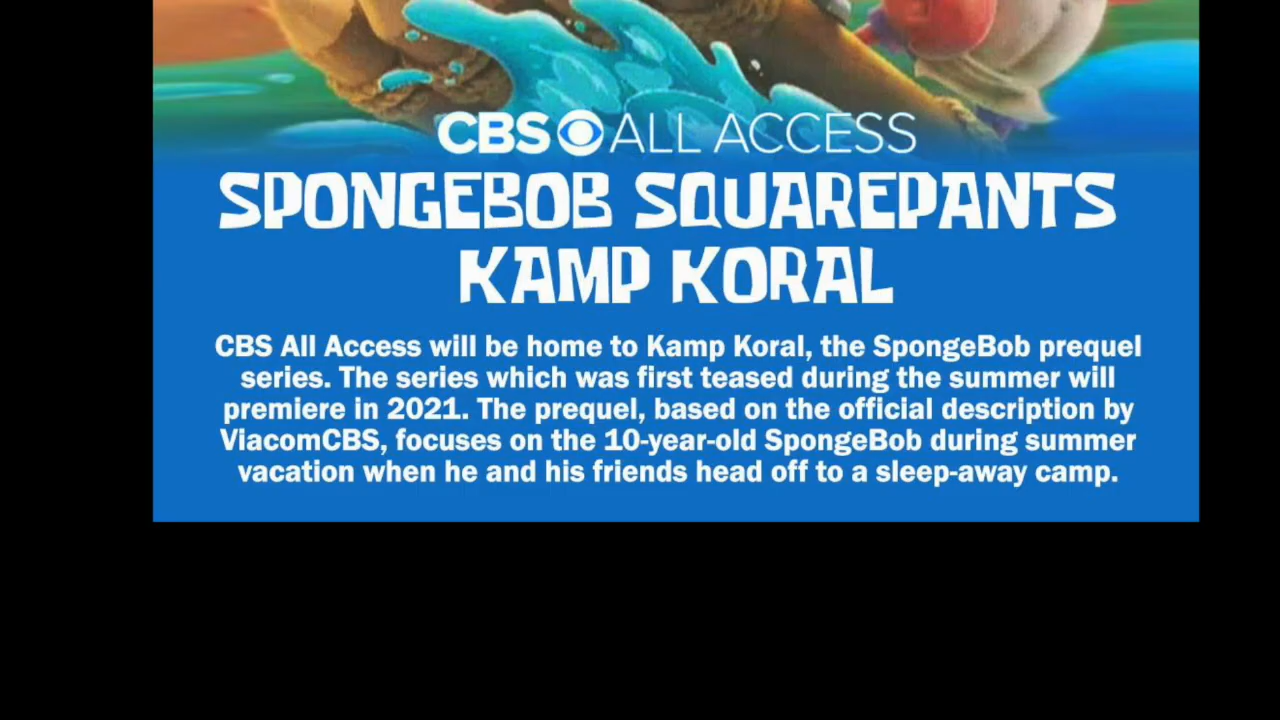 CBS ALL ACCESS
SPONGEBOB SQUAREPANTS
KAMP KORAL
CBS All Access will be home to Kamp Koral, the SpongeBob prequel
series. The series which was first teased during the summer will
premiere in 2021. The prequel, based on the official description by
ViacomCBS, focuses on the 10-year-old SpongeBob during summer
vacation when he and his friends head off to a sleep-away camp.